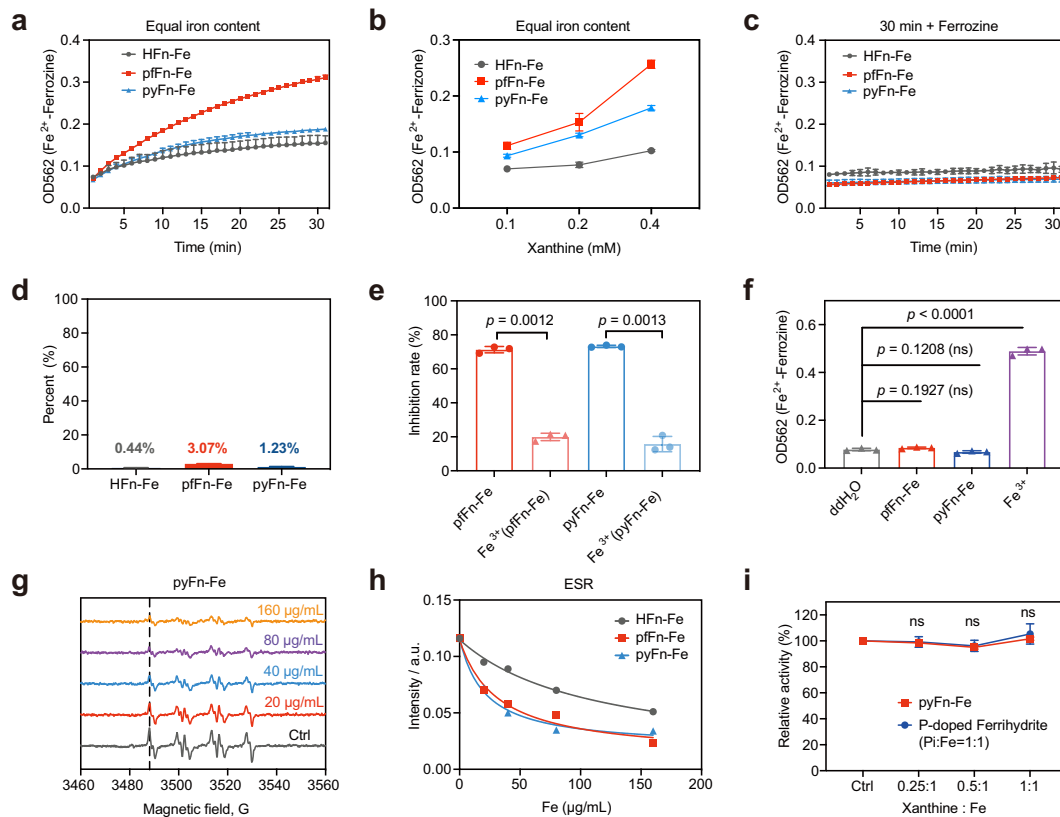 a
Equal iron content
OD562 (Fe²⁺-Ferrozine)
0.4
0.3
0.2
0.1
0.0
HFn-Fe
pfFn-Fe
pyFn-Fe
5 10 15 20 25 30
Time (min)
b
Equal iron content
OD562 (Fe²⁺-Ferrizone)
0.3
0.2
0.1
0.0
HFn-Fe
pfFn-Fe
pyFn-Fe
0.1 0.2 0.4
Xanthine (mM)
c
30 min + Ferrozine
OD562 (Fe²⁺-Ferrozine)
0.4
0.3
0.2
0.1
0.0
HFn-Fe
pfFn-Fe
pyFn-Fe
5 10 15 20 25 30
Time (min)
d
Percent (%)
100
80
60
40
20
0
0.44% 3.07% 1.23%
HFn-Fe pfFn-Fe pyFn-Fe
e
Inhibition rate (%)
100
80
60
40
20
0
p = 0.0012 p = 0.0013
pfFn-Fe
Fe³⁺(pfFn-Fe)
pyFn-Fe
Fe³⁺(pyFn-Fe)
f
OD562 (Fe²⁺-Ferrozine)
0.6
0.4
0.2
0.0
p < 0.0001
p = 0.1208 (ns)
p = 0.1927 (ns)
ddH₂O
pfFn-Fe
pyFn-Fe
Fe³⁺
g
pyFn-Fe
160 μg/mL
80 μg/mL
40 μg/mL
20 μg/mL
Ctrl
3460 3480 3500 3520 3540 3560
Magnetic field, G
h
ESR
Intensity / a.u.
0.15
0.10
0.05
0.00
HFn-Fe
pfFn-Fe
pyFn-Fe
0 50 100 150 200
Fe (μg/mL)
i
Relative activity (%)
120
100
80
60
40
20
0
ns ns ns
pyFn-Fe
P-doped Ferrihydrite
(Pi:Fe=1:1)
Ctrl 0.25:1 0.5:1 1:1
Xanthine : Fe